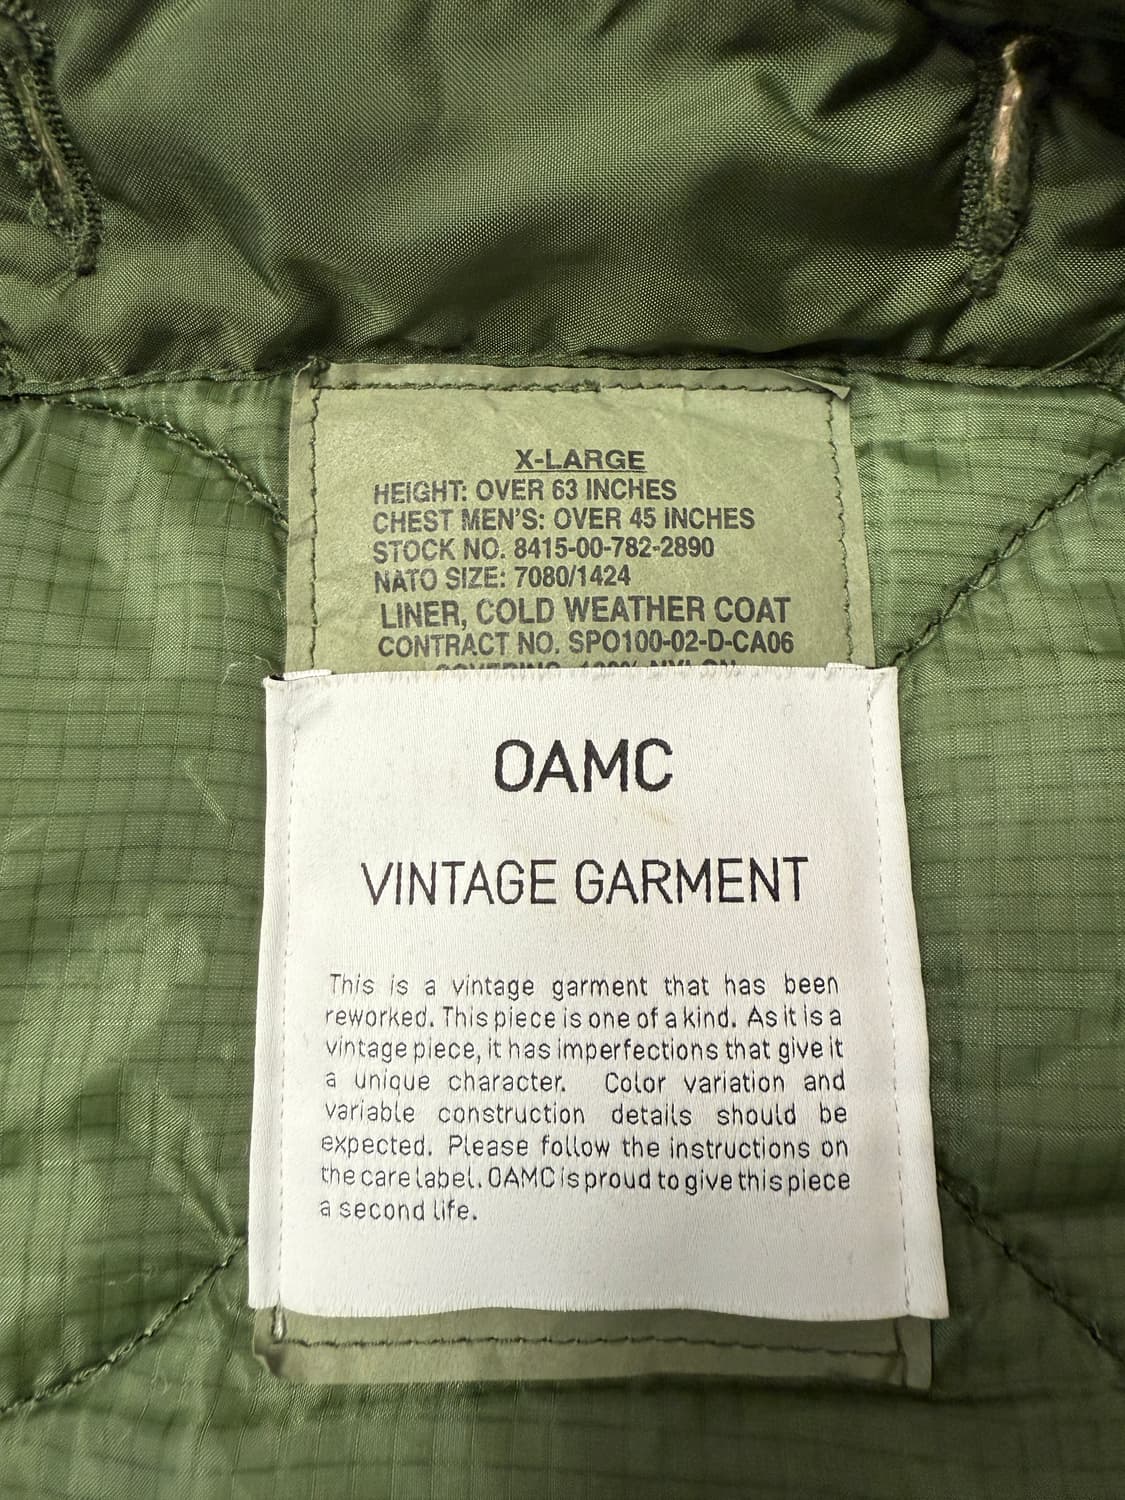 X-LARGE
HEIGHT: OVER 63 INCHES
CHEST MEN'S: OVER 45 INCHES
STOCK NO. 8415-00-782-2890
NATO SIZE: 7080/1424
LINER, COLD WEATHER COAT
CONTRACT NO. SPO100-02-D-CA06
COVERING, 100% NYLON
OAMC
VINTAGE GARMENT
This is a vintage garment that has been
reworked. This piece is one of a kind. As it is a
vintage piece, it has imperfections that give it
a unique character. Color variation and
variable construction details should be
expected. Please follow the instructions on
the care label. OAMC is proud to give this piece
a second life.